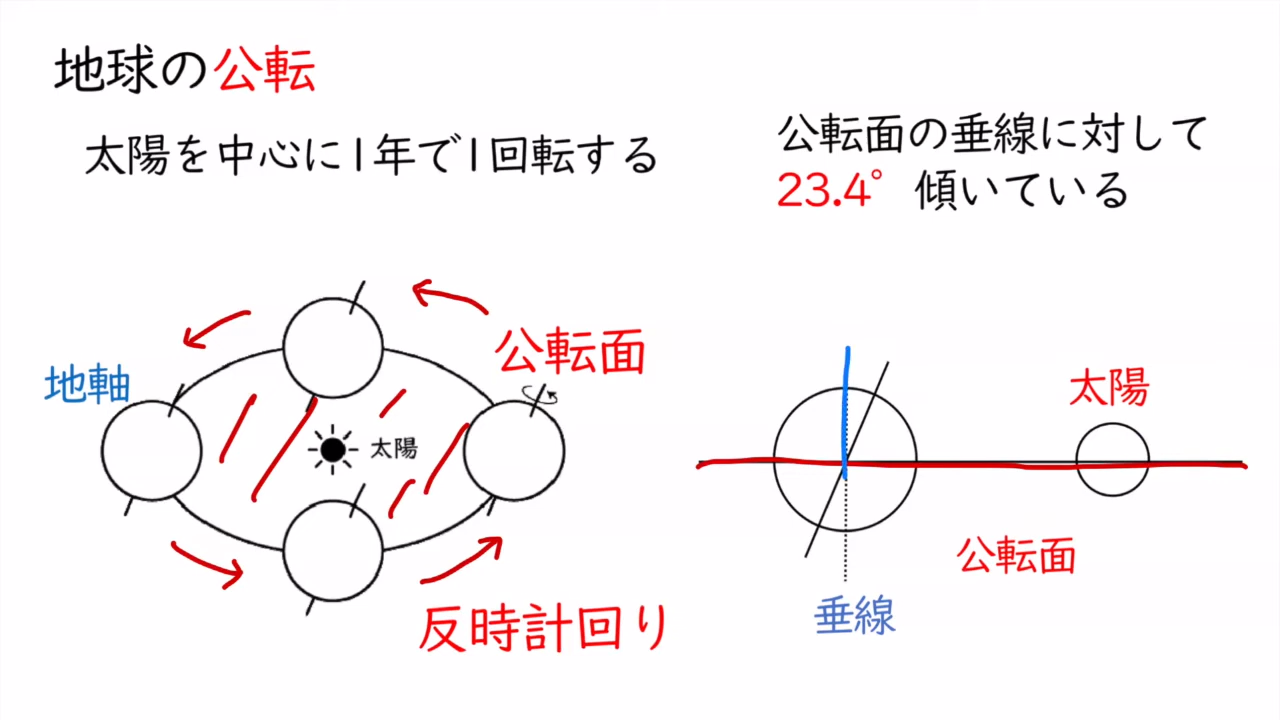 地球の公転
太陽を中心に1年で1回転する
公転面の垂線に対して
23.4°傾いている
公転面
地軸
太陽
太陽
公転面
垂線
反時計回り